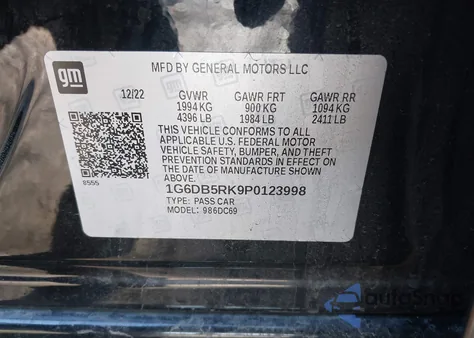 gm
MFD BY GENERAL MOTORS LLC
12/22 GVWR GAWR FRT GAWR RR
1994 KG 900 KG 1094 KG
4396 LB 1984 LB 2411 LB
THIS VEHICLE CONFORMS TO ALL
APPLICABLE U.S. FEDERAL MOTOR
VEHICLE SAFETY, BUMPER, AND THEFT
PREVENTION STANDARDS IN EFFECT ON
THE DATE OF MANUFACTURE SHOWN
ABOVE.
8555
1G6DB5RK9P0123998
TYPE: PASS CAR
MODEL: 986DC69
autoSnap